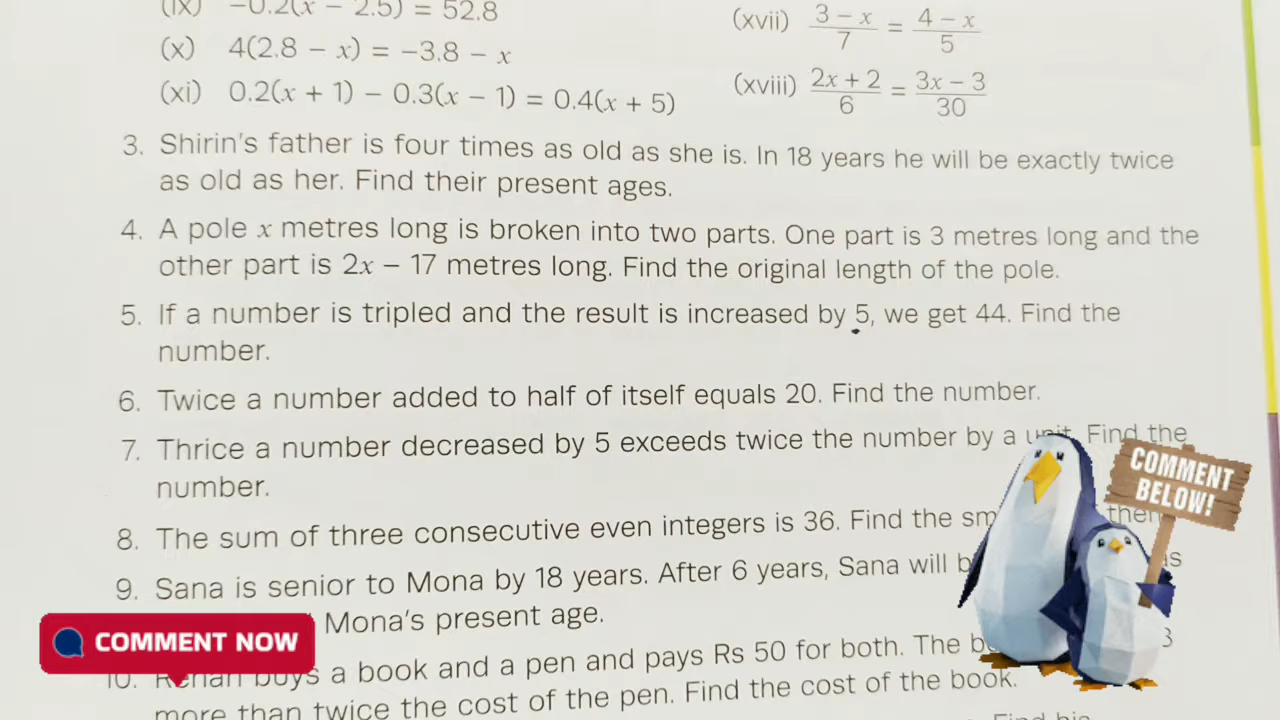 (ix) −0.2(x − 2.5) = 52.8
(x) 4(2.8 − x) = −3.8 − x
(xi) 0.2(x + 1) − 0.3(x − 1) = 0.4(x + 5)
(xvii) 3 − x / 7 = 4 − x / 5
(xviii) 2x + 2 / 6 = 3x − 3 / 30
3. Shirin's father is four times as old as she is. In 18 years he will be exactly twice
as old as her. Find their present ages.
4. A pole x metres long is broken into two parts. One part is 3 metres long and the
other part is 2x − 17 metres long. Find the original length of the pole.
5. If a number is tripled and the result is increased by 5, we get 44. Find the
number.
6. Twice a number added to half of itself equals 20. Find the number.
7. Thrice a number decreased by 5 exceeds twice the number by a unit. Find the
number.
8. The sum of three consecutive even integers is 36. Find the
9. Sana is senior to Mona by 18 years. After 6 years, Sana will
Mona's present age.
10. Rehan buys a book and a pen and pays Rs 50 for both. The
more than twice the cost of the pen. Find the cost of the book.
COMMENT
BELOW!
COMMENT NOW